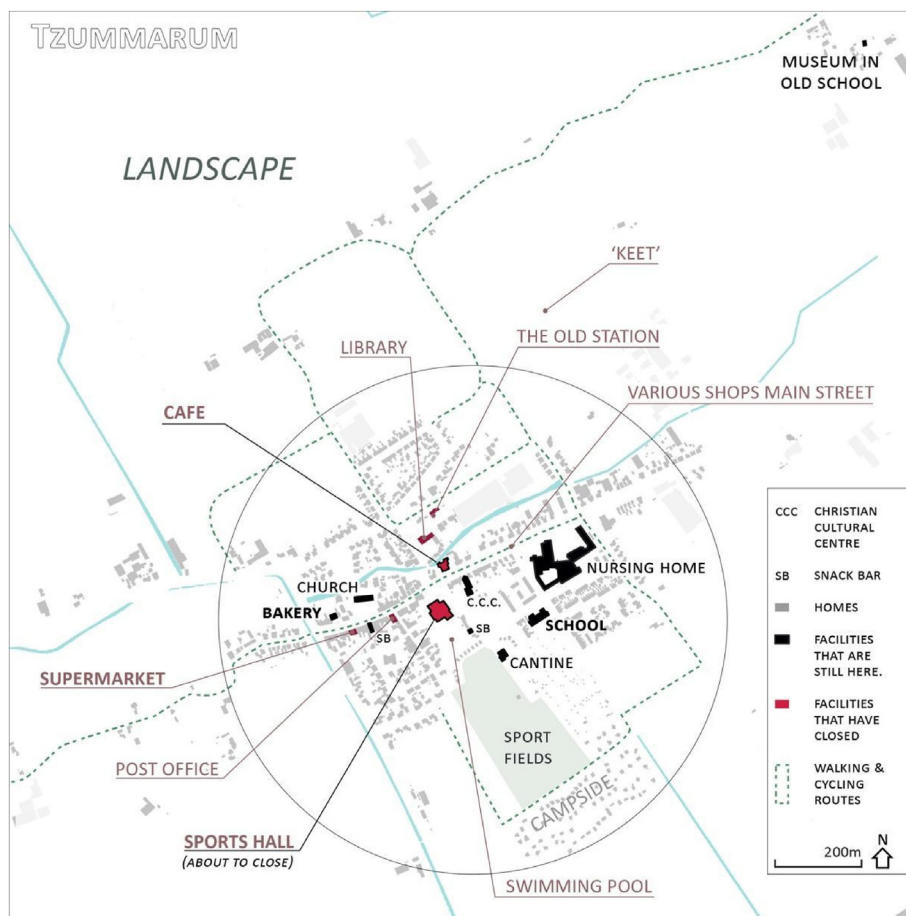 TZUMMARUM
MUSEUM IN
OLD SCHOOL
LANDSCAPE
'KEET'
THE OLD STATION
LIBRARY
VARIOUS SHOPS MAIN STREET
CAFE
NURSING HOME
CHURCH
C.C.C.
BAKERY
SCHOOL
SB
SB
CANTINE
SUPERMARKET
POST OFFICE
SPORT
FIELDS
CAMPSIDE
SPORTS HALL
(ABOUT TO CLOSE)
SWIMMING POOL
CCC CHRISTIAN
CULTURAL
CENTRE
SB SNACK BAR
HOMES
FACILITIES
THAT ARE
STILL HERE.
FACILITIES
THAT HAVE
CLOSED
WALKING &
CYCLING
ROUTES
200m
N